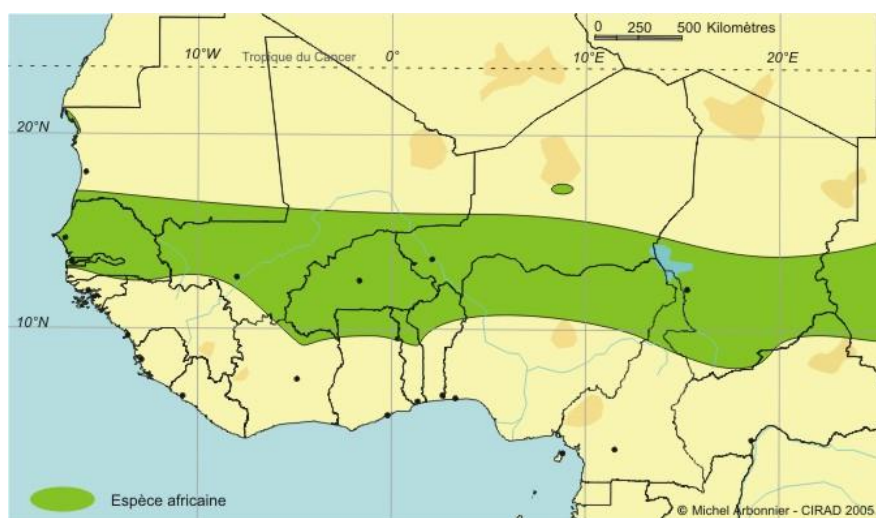 0 250 500 Kilomètres
10°W 0° 10°E 20°E
Tropique du Cancer
20°N
10°N
Espèce africaine
© Michel Arbonnier - CIRAD 2005